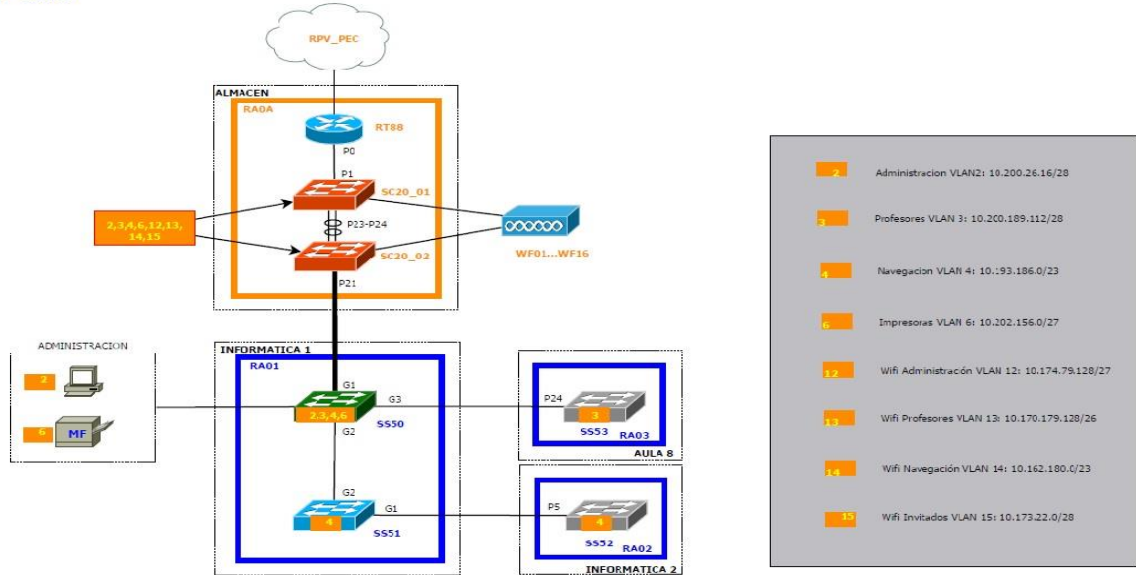 RPV_PEC
ALMACEN
RA0A
RT88
P0
P1
SC20_01
2,3,4,6,12,13,
14,15
P23-P24
SC20_02
WF01...WF16
P21
ADMINISTRACION
2
6
MF
INFORMATICA 1
RA01
G1
2,3,4,6
G3
SS50
G2
G2
4
G1
SS51
P24
3
SS53
RA03
AULA 8
P5
4
SS52
RA02
INFORMATICA 2
2
Administracion VLAN2: 10.200.26.16/28
3
Profesores VLAN 3: 10.200.189.112/28
4
Navegacion VLAN 4: 10.193.186.0/23
6
Impresoras VLAN 6: 10.202.156.0/27
12
Wifi Administración VLAN 12: 10.174.79.128/27
13
Wifi Profesores VLAN 13: 10.170.179.128/26
14
Wifi Navegación VLAN 14: 10.162.180.0/23
15
Wifi Invitados VLAN 15: 10.173.22.0/28